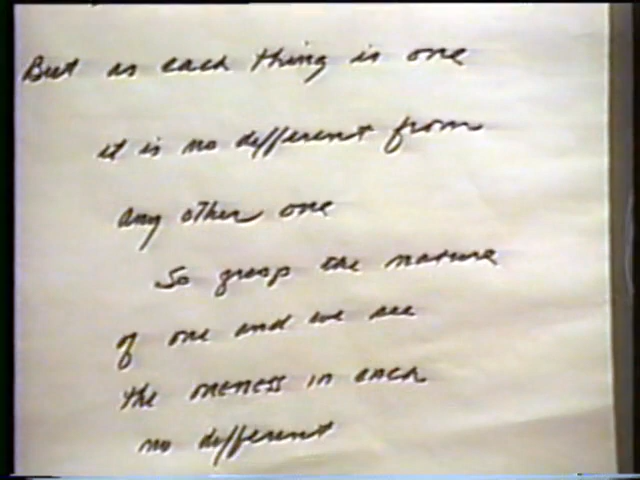 But as each thing is one
it is no different from
any other one
So grasp the nature
of one and we see
the oneness in each
no different